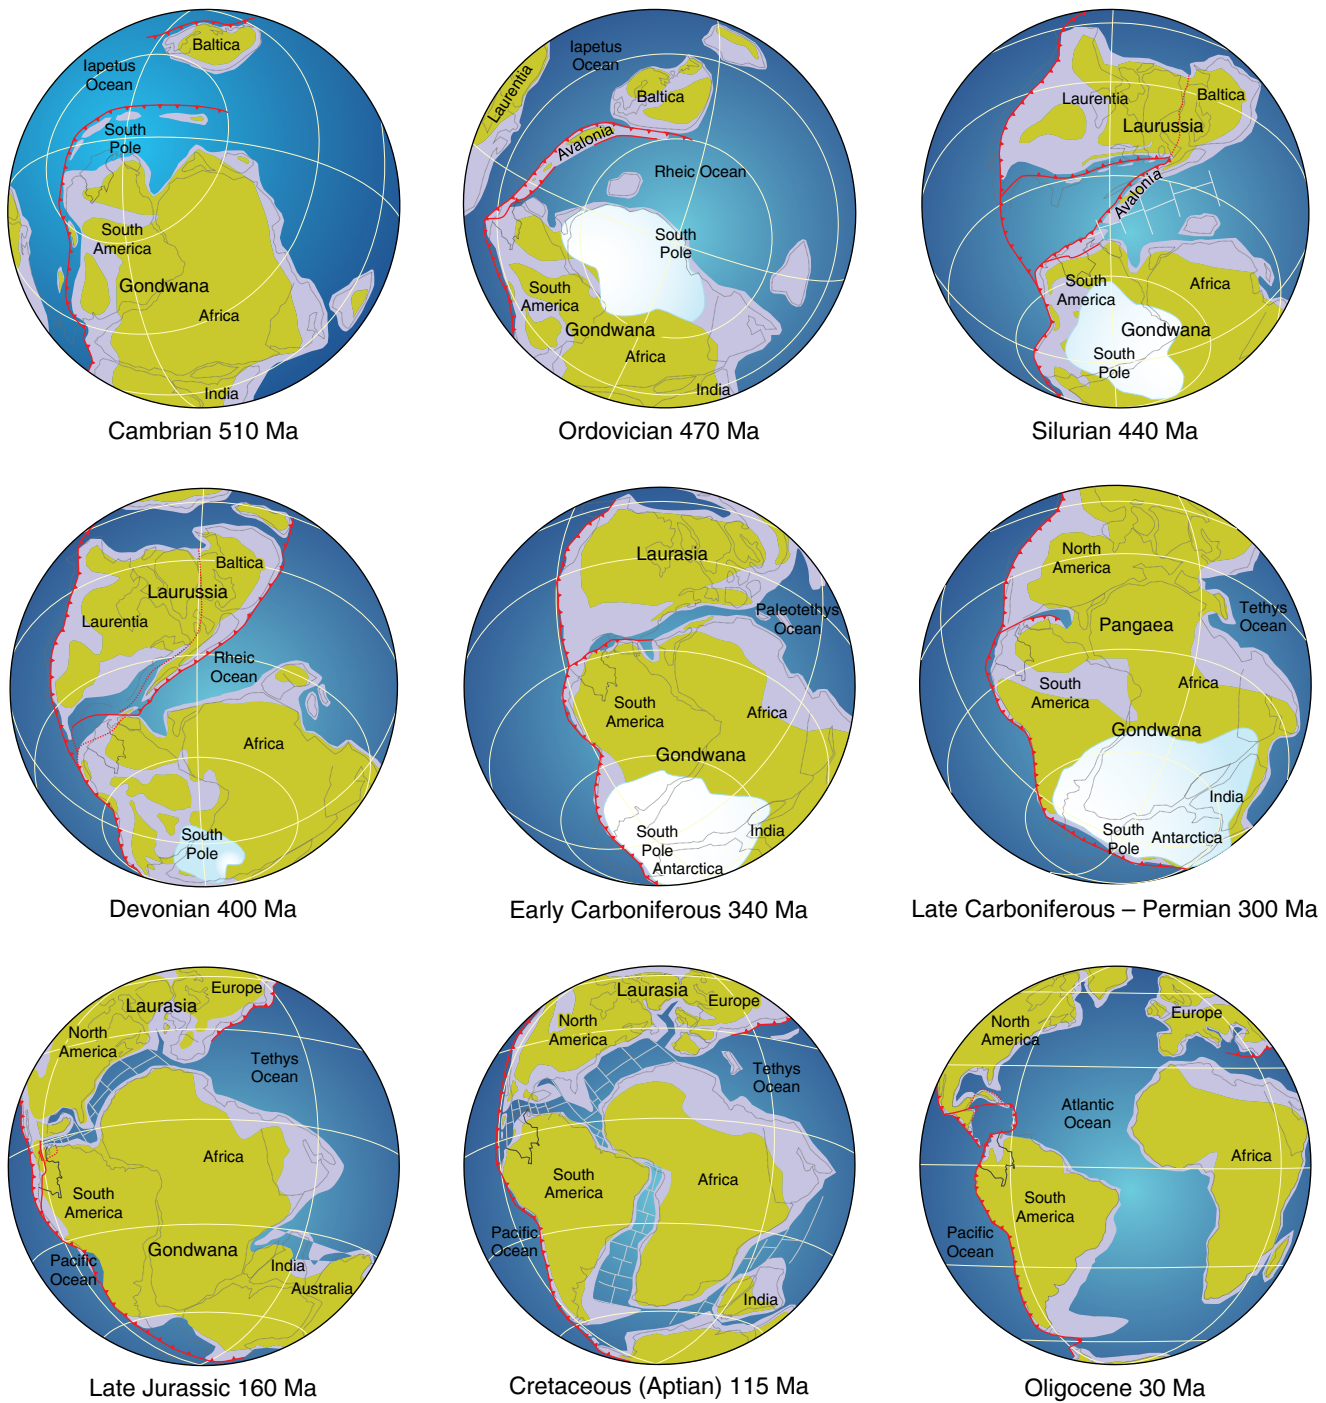 Baltica
Iapetus
Ocean
South
Pole
South
America
Gondwana
Africa
India
Cambrian 510 Ma
Iapetus
Ocean
Laurentia
Baltica
Avalonia
Rheic Ocean
South
Pole
South
America
Gondwana
Africa
India
Ordovician 470 Ma
Laurentia
Baltica
Laurussia
Avalonia
South
America
Africa
Gondwana
South
Pole
Silurian 440 Ma
Baltica
Laurussia
Laurentia
Rheic
Ocean
Africa
South
Pole
Devonian 400 Ma
Laurasia
Paleotethys
Ocean
South
America
Africa
Gondwana
South
Pole
India
Antarctica
Early Carboniferous 340 Ma
North
America
Tethys
Ocean
Pangaea
South
America
Africa
Gondwana
India
South
Pole
Antarctica
Late Carboniferous – Permian 300 Ma
Europe
Laurasia
North
America
Tethys
Ocean
Africa
South
America
Gondwana
Pacific
Ocean
India
Australia
Late Jurassic 160 Ma
Laurasia
Europe
North
America
Tethys
Ocean
South
America
Africa
Pacific
Ocean
India
Cretaceous (Aptian) 115 Ma
North
America
Europe
Atlantic
Ocean
Africa
South
America
Pacific
Ocean
Oligocene 30 Ma